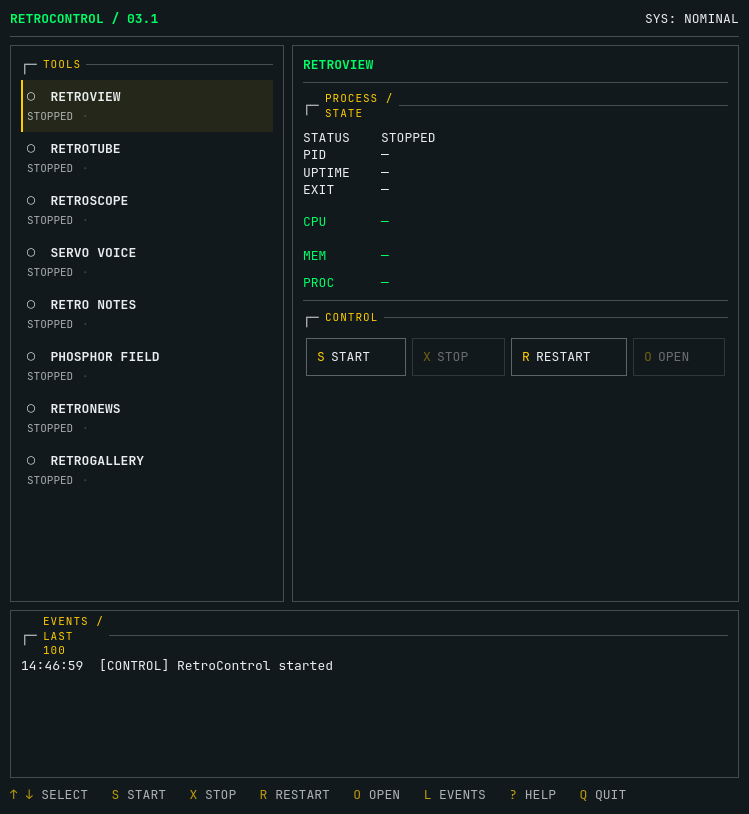 RETROCONTROL / 03.1
SYS: NOMINAL
TOOLS
RETROVIEW
STOPPED ·
RETROTUBE
STOPPED ·
RETROSCOPE
STOPPED ·
SERVO VOICE
STOPPED ·
RETRO NOTES
STOPPED ·
PHOSPHOR FIELD
STOPPED ·
RETRONEWS
STOPPED ·
RETROGALLERY
STOPPED ·
RETROVIEW
PROCESS /
STATE
STATUS STOPPED
PID —
UPTIME —
EXIT —
CPU —
MEM —
PROC —
CONTROL
S START X STOP R RESTART O OPEN
EVENTS /
LAST
100
14:46:59 [CONTROL] RetroControl started
↑ ↓ SELECT S START X STOP R RESTART O OPEN L EVENTS ? HELP Q QUIT